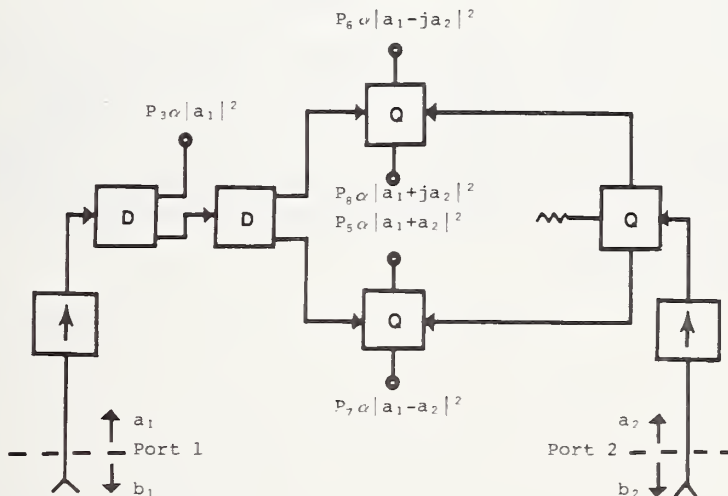 P₆ α |a₁-ja₂|²
P₃ α |a₁|²
Q
P₈ α |a₁+ja₂|²
P₅ α |a₁+a₂|²
D
D
Q
Q
P₇ α |a₁-a₂|²
a₁
Port 1
b₁
a₂
Port 2
b₂